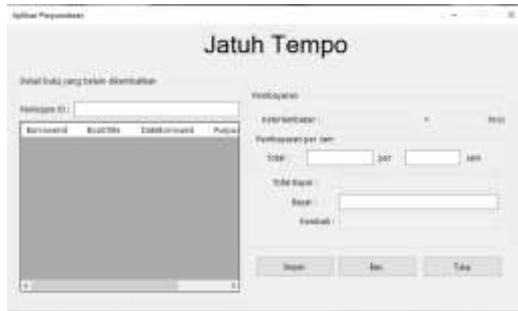 Aplikasi Perpustakaan
Jatuh Tempo
Detail buku yang belum dikembalikan
Peminjam ID :
BorrowerId BookTitle DateBorrowed Purpo
Pembayaran
Keterlambatan :
Pembayaran per Jam
Total : per Jam
Total Bayar :
Bayar :
Kembali :
Simpan Baru Tutup